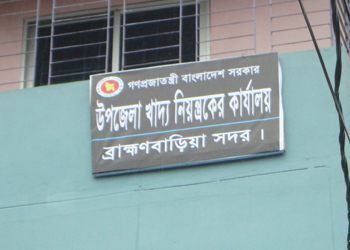 গণপ্রজাতন্ত্রী বাংলাদেশ সরকার
উপজেলা খাদ্য নিয়ন্ত্রকের কার্যালয়
ব্রাহ্মণবাড়িয়া সদর ।